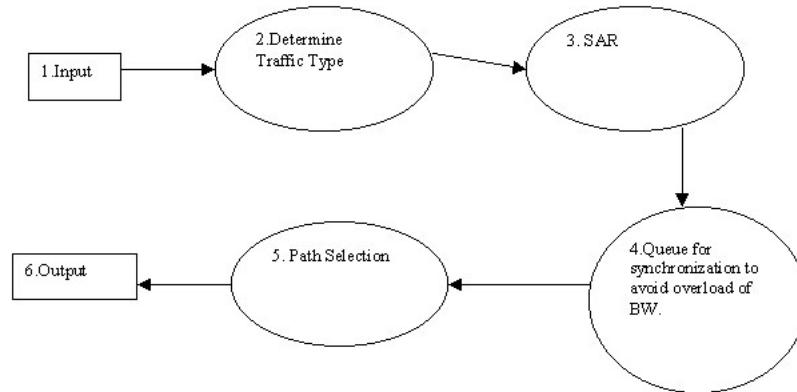 1.Input
2.Determine
Traffic Type
3. SAR
4.Queue for
synchronization to
avoid overload of
BW.
5. Path Selection
6.Output